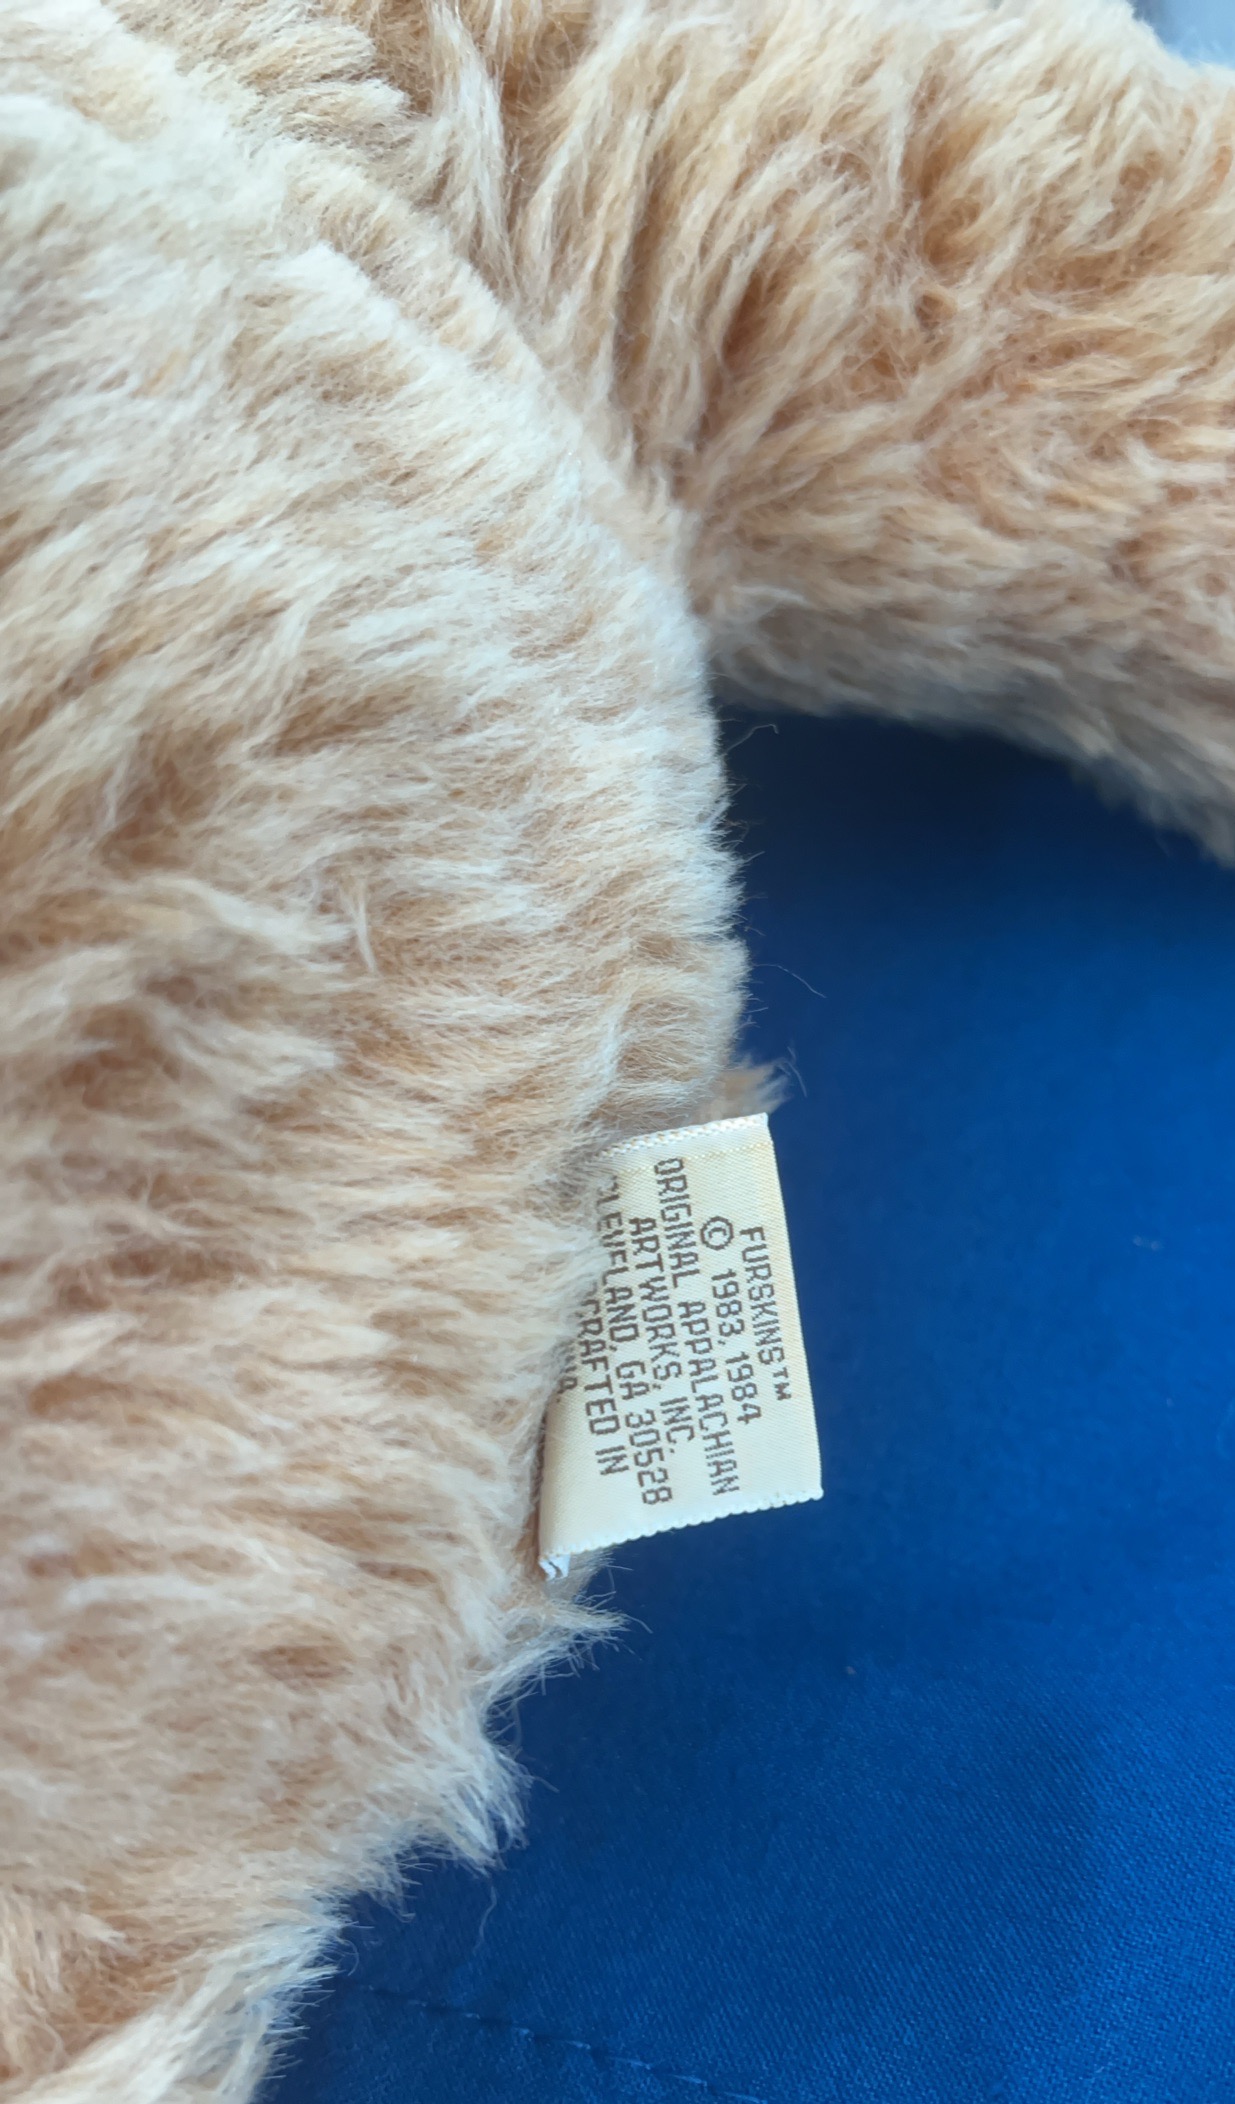 FURSKINS™
© 1983, 1984
ORIGINAL APPALACHIAN
ARTWORKS, INC.
CLEVELAND, GA 30528
CRAFTED IN